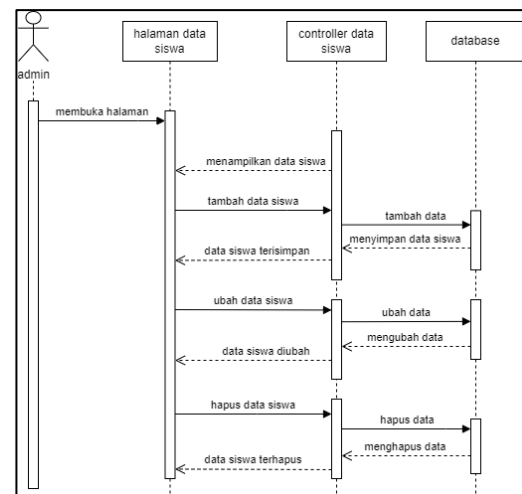 halaman data
siswa
controller data
siswa
database
admin
membuka halaman
menampilkan data siswa
tambah data siswa
tambah data
menyimpan data siswa
data siswa terisimpan
ubah data siswa
ubah data
mengubah data
data siswa diubah
hapus data siswa
hapus data
menghapus data
data siswa terhapus